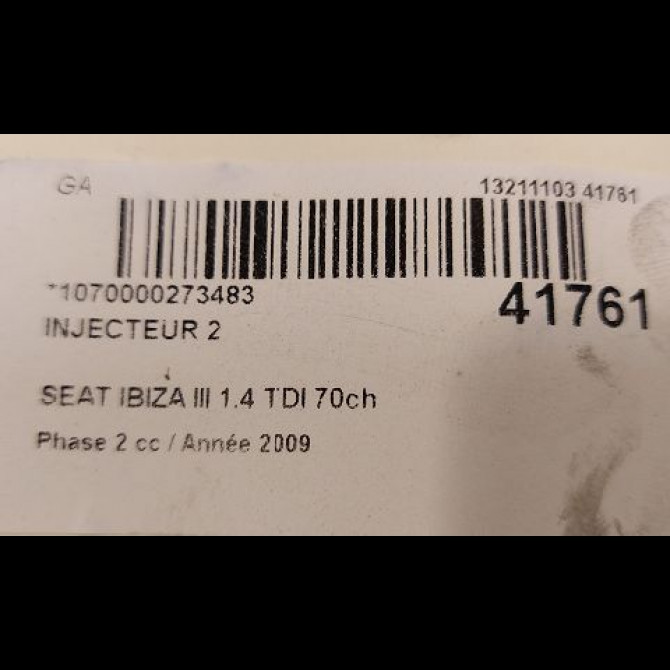 GA
13211103 41761
*1070000273483
41761
INJECTEUR 2
SEAT IBIZA III 1.4 TDI 70ch
Phase 2 cc / Année 2009